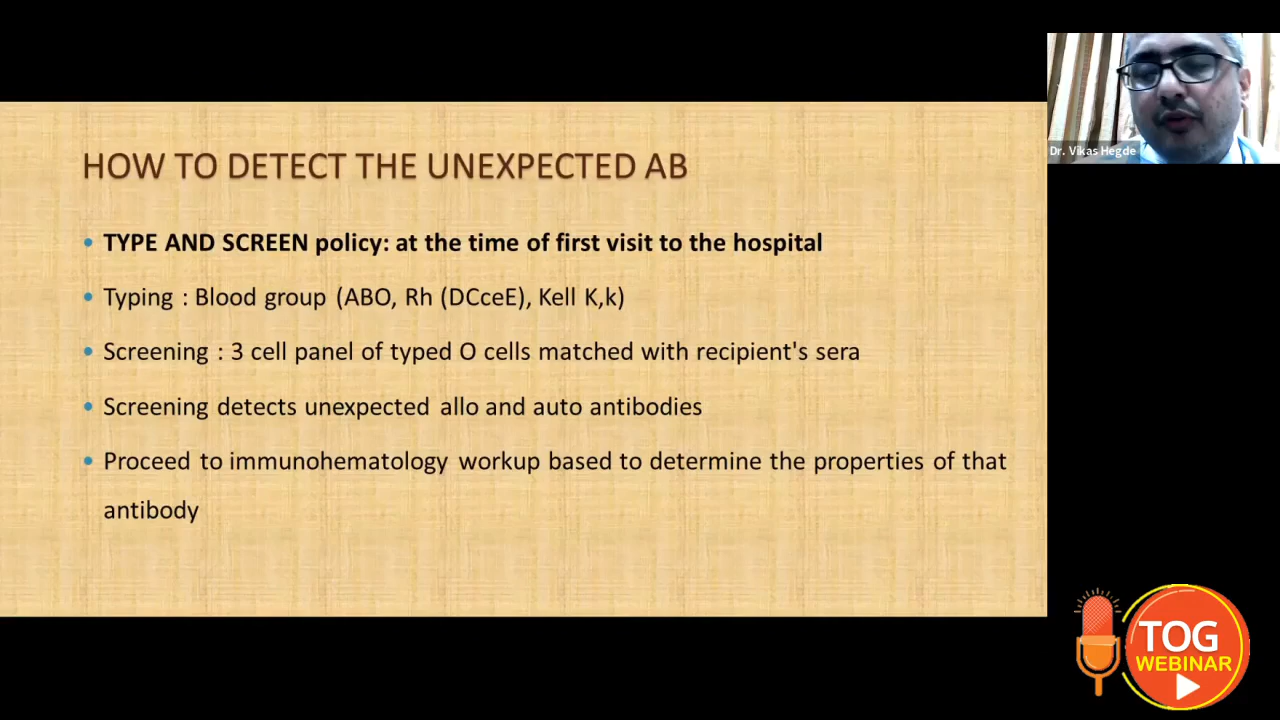 HOW TO DETECT THE UNEXPECTED AB
• TYPE AND SCREEN policy: at the time of first visit to the hospital
• Typing : Blood group (ABO, Rh (DCceE), Kell K,k)
• Screening : 3 cell panel of typed O cells matched with recipient's sera
• Screening detects unexpected allo and auto antibodies
• Proceed to immunohematology workup based to determine the properties of that
antibody
Dr. Vikas Hegde
TOG
WEBINAR